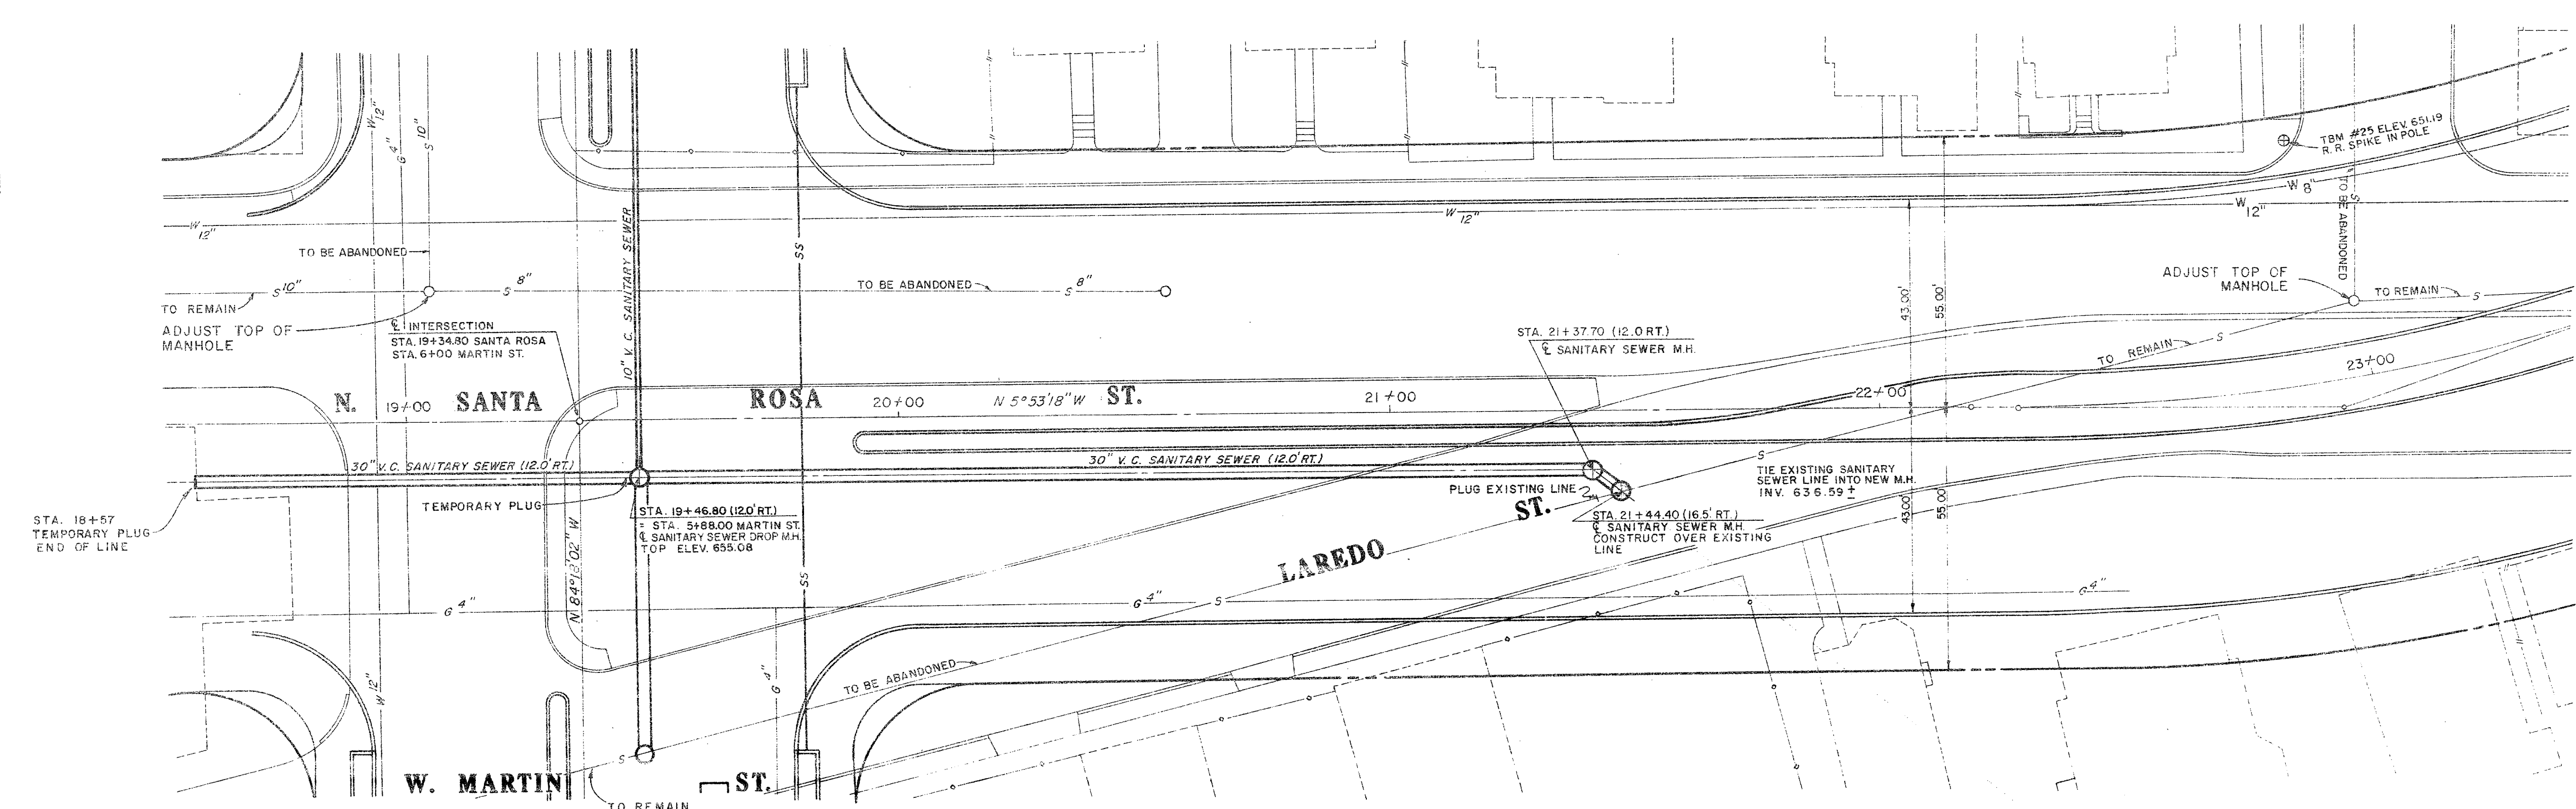 W 12"
G 4"
S 10"
W 12"
TO BE ABANDONED
S 10"
S 8"
TO REMAIN
ADJUST TOP OF
MANHOLE
℄ INTERSECTION
STA. 19+34.80 SANTA ROSA
STA. 6+00 MARTIN ST.
10" V. C. SANITARY SEWER
SS
TO BE ABANDONED
S 8"
W 12"
TBM #25 ELEV. 651.19
R. R. SPIKE IN POLE
W 8"
W 12"
TO BE ABANDONED
S
ADJUST TOP OF
MANHOLE
TO REMAIN
S
43.00'
55.00'
STA. 21+37.70 (12.0 RT.)
℄ SANITARY SEWER M.H.
TO REMAIN
S
N. SANTA ROSA ST.
19+00
20+00
N 5°53'18" W
21+00
22+00
23+00
30" V.C. SANITARY SEWER (12.0' RT.)
30" V.C. SANITARY SEWER (12.0' RT.)
S
TIE EXISTING SANITARY
SEWER LINE INTO NEW M.H.
INV. 636.59 ±
PLUG EXISTING LINE
TEMPORARY PLUG
STA. 18+57
TEMPORARY PLUG
END OF LINE
STA. 19+46.80 (12.0' RT.)
= STA. 5+88.00 MARTIN ST.
℄ SANITARY SEWER DROP M.H.
TOP ELEV. 655.08
STA. 21+44.40 (16.5' RT.)
℄ SANITARY SEWER M.H.
CONSTRUCT OVER EXISTING
LINE
43.00'
55.00'
LAREDO ST.
N 84°13'02" W
SS
G 4"
G 4"
S
G 4"
G 4"
W 12"
TO BE ABANDONED
S
W. MARTIN ST.
TO REMAIN